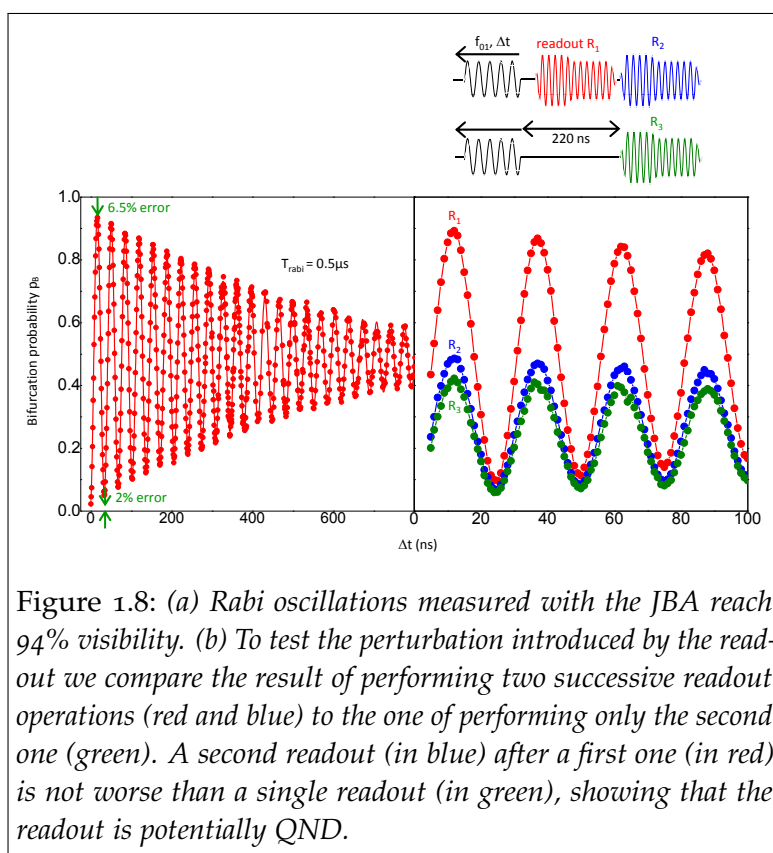 f01, Δt
readout R1
R2
R3
220 ns
1.0
0.8
0.6
0.4
0.2
0.0
Bifurcation probability pB
6.5% error
Trabi = 0.5µs
2% error
0
200
400
600
R1
R2
R3
0
20
40
60
80
100
Δt (ns)
Figure 1.8: (a) Rabi oscillations measured with the JBA reach
94% visibility. (b) To test the perturbation introduced by the read-
out we compare the result of performing two successive readout
operations (red and blue) to the one of performing only the second
one (green). A second readout (in blue) after a first one (in red)
is not worse than a single readout (in green), showing that the
readout is potentially QND.